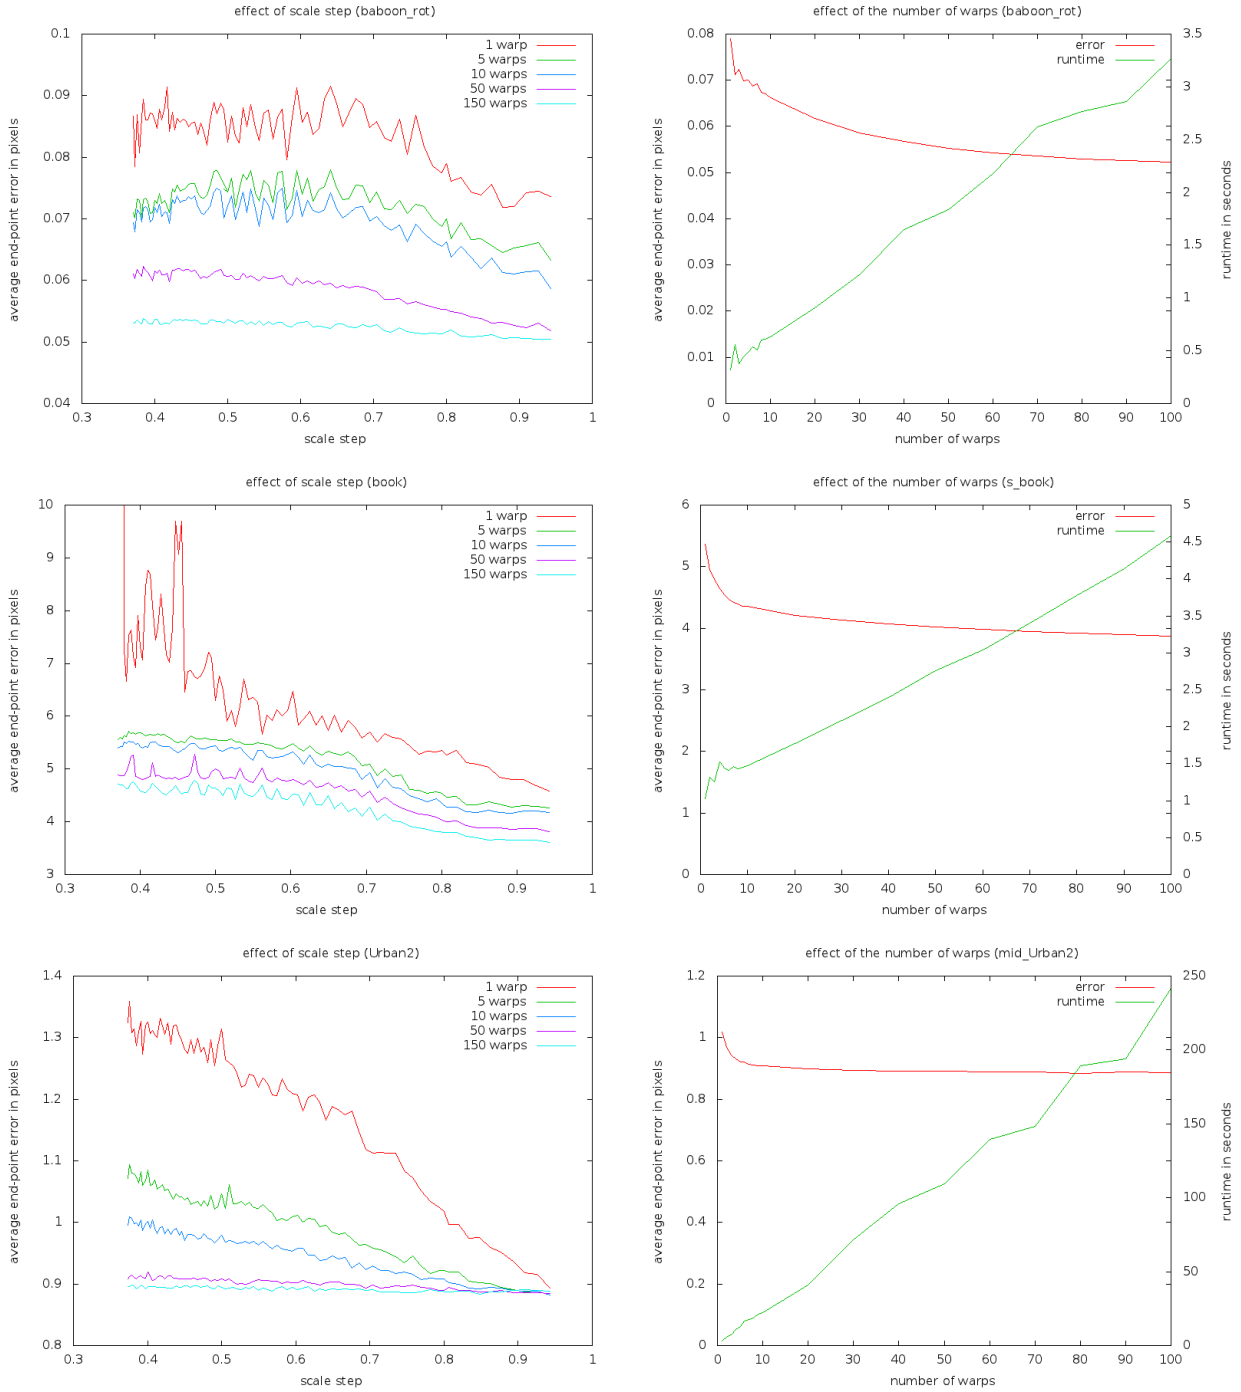 effect of scale step (baboon_rot)
average end-point error in pixels
0.1
0.09
0.08
0.07
0.06
0.05
0.04
0.3 0.4 0.5 0.6 0.7 0.8 0.9 1
scale step
1 warp
5 warps
10 warps
50 warps
150 warps
effect of the number of warps (baboon_rot)
average end-point error in pixels
0.08
0.07
0.06
0.05
0.04
0.03
0.02
0.01
0
0 10 20 30 40 50 60 70 80 90 100
number of warps
error
runtime
3.5
3
2.5
2
1.5
1
0.5
0
runtime in seconds
effect of scale step (book)
average end-point error in pixels
10
9
8
7
6
5
4
3
0.3 0.4 0.5 0.6 0.7 0.8 0.9 1
scale step
1 warp
5 warps
10 warps
50 warps
150 warps
effect of the number of warps (s_book)
average end-point error in pixels
6
5
4
3
2
1
0
0 10 20 30 40 50 60 70 80 90 100
number of warps
error
runtime
5
4.5
4
3.5
3
2.5
2
1.5
1
0.5
0
runtime in seconds
effect of scale step (Urban2)
average end-point error in pixels
1.4
1.3
1.2
1.1
1
0.9
0.8
0.3 0.4 0.5 0.6 0.7 0.8 0.9 1
scale step
1 warp
5 warps
10 warps
50 warps
150 warps
effect of the number of warps (mid_Urban2)
average end-point error in pixels
1.2
1
0.8
0.6
0.4
0.2
0
0 10 20 30 40 50 60 70 80 90 100
number of warps
error
runtime
250
200
150
100
50
0
runtime in seconds